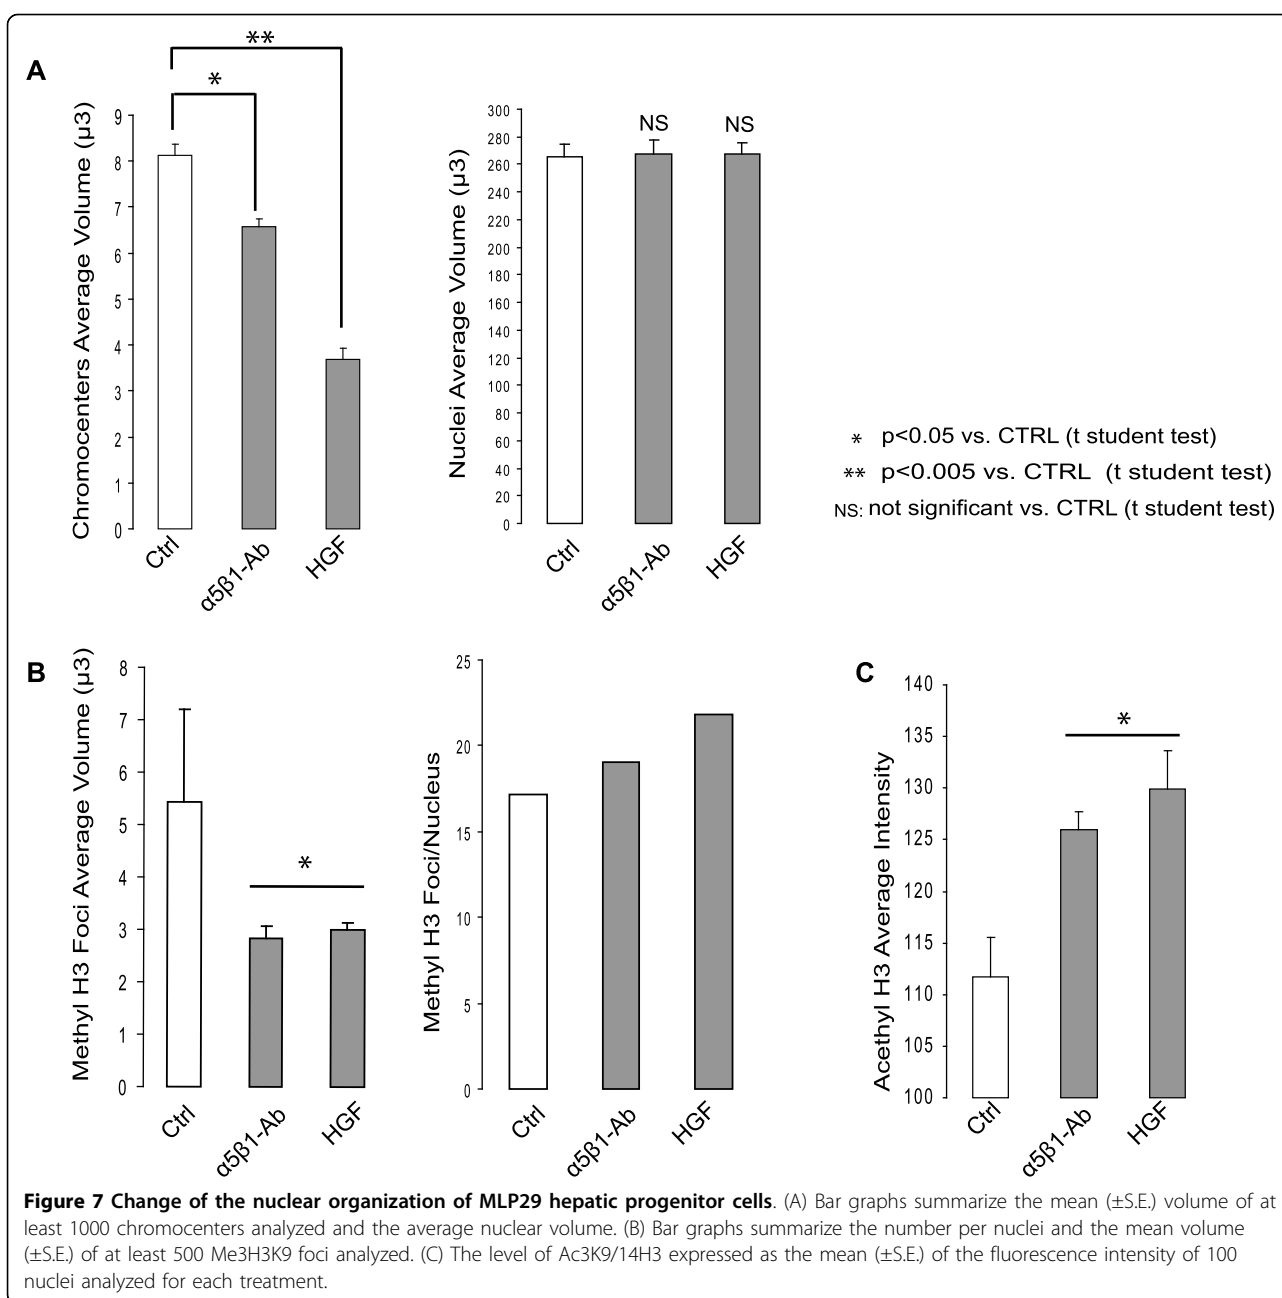 A
**
*
Chromocenters Average Volume (µ3)
9
8
7
6
5
4
3
2
1
0
Ctrl
α5β1-Ab
HGF
Nuclei Average Volume (µ3)
300
280
260
240
220
200
180
160
140
120
100
80
60
40
20
0
NS
NS
Ctrl
α5β1-Ab
HGF
* p<0.05 vs. CTRL (t student test)
** p<0.005 vs. CTRL (t student test)
NS: not significant vs. CTRL (t student test)
B
Methyl H3 Foci Average Volume (µ3)
8
7
6
5
4
3
2
1
0
*
Ctrl
α5β1-Ab
HGF
Methyl H3 Foci/Nucleus
25
20
15
10
5
0
Ctrl
α5β1-Ab
HGF
C
Acethyl H3 Average Intensity
140
135
130
125
120
115
110
105
100
*
Ctrl
α5β1-Ab
HGF
Figure 7 Change of the nuclear organization of MLP29 hepatic progenitor cells. (A) Bar graphs summarize the mean (±S.E.) volume of at
least 1000 chromocenters analyzed and the average nuclear volume. (B) Bar graphs summarize the number per nuclei and the mean volume
(±S.E.) of at least 500 Me3H3K9 foci analyzed. (C) The level of Ac3K9/14H3 expressed as the mean (±S.E.) of the fluorescence intensity of 100
nuclei analyzed for each treatment.